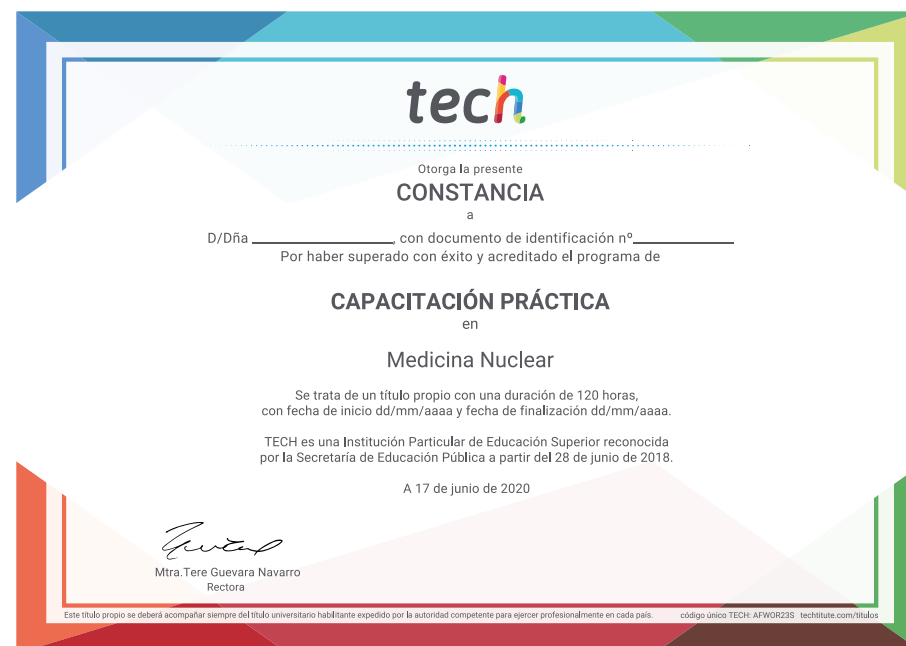 tech
Otorga la presente
CONSTANCIA
a
D/Dña ____________________, con documento de identificación nº______________
Por haber superado con éxito y acreditado el programa de
CAPACITACIÓN PRÁCTICA
en
Medicina Nuclear
Se trata de un título propio con una duración de 120 horas,
con fecha de inicio dd/mm/aaaa y fecha de finalización dd/mm/aaaa.
TECH es una Institución Particular de Educación Superior reconocida
por la Secretaría de Educación Pública a partir del 28 de junio de 2018.
A 17 de junio de 2020
Mtra.Tere Guevara Navarro
Rectora
Este título propio se deberá acompañar siempre del título universitario habilitante expedido por la autoridad competente para ejercer profesionalmente en cada país. código único TECH: AFWOR23S techtitute.com/titulos